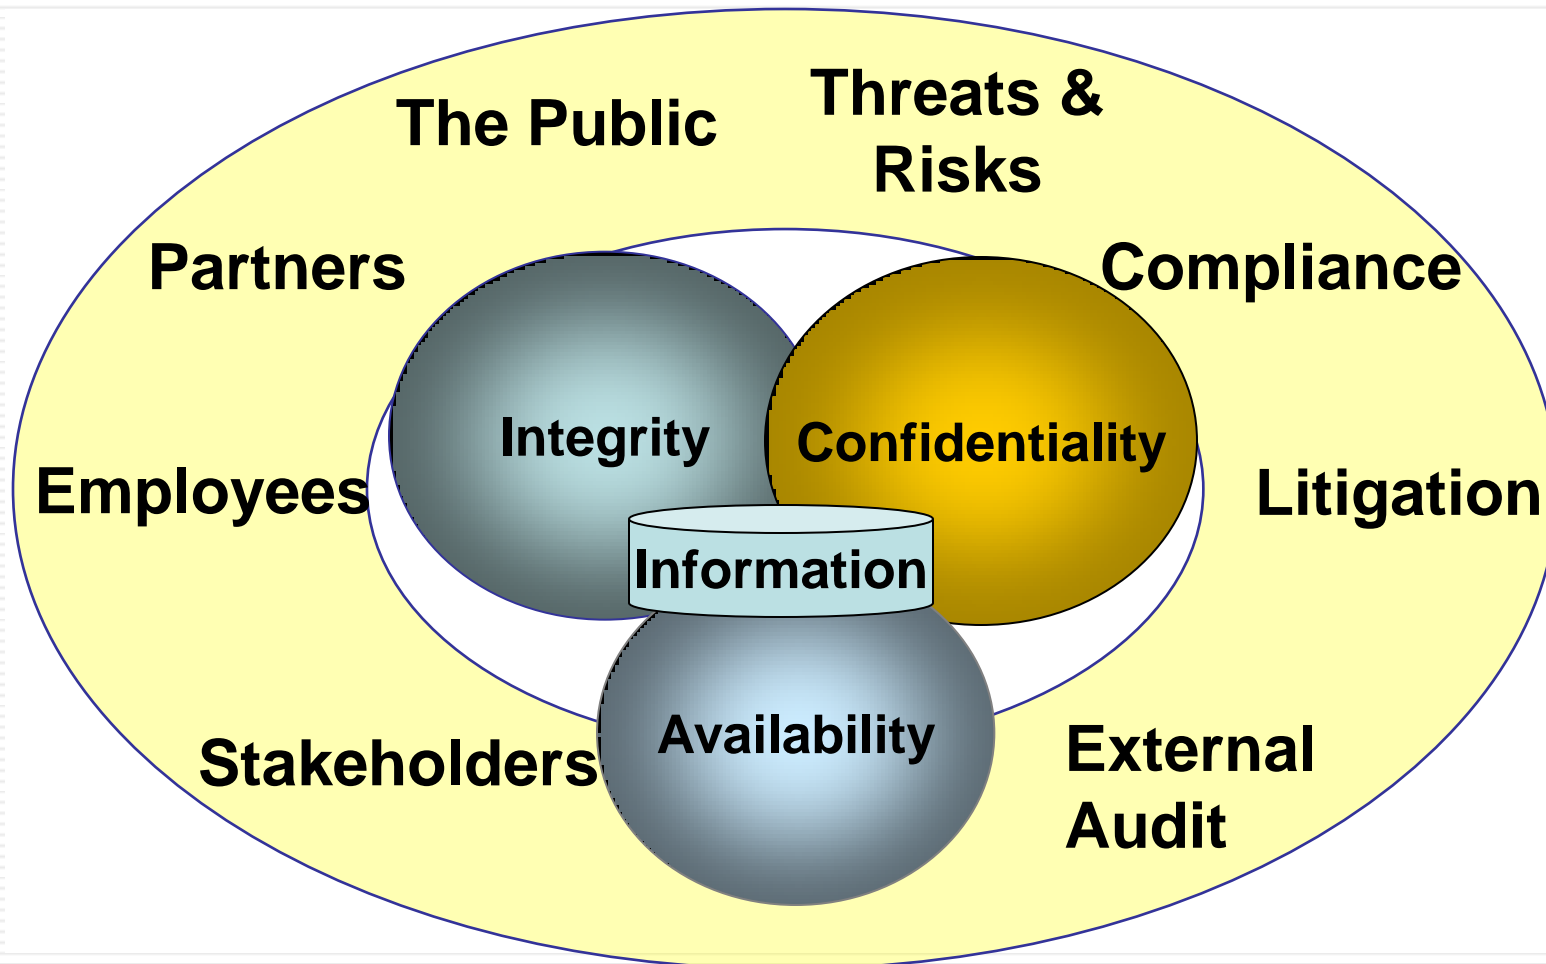 The Public
Threats &
Risks
Partners
Compliance
Integrity
Confidentiality
Employees
Litigation
Information
Availability
Stakeholders
External
Audit